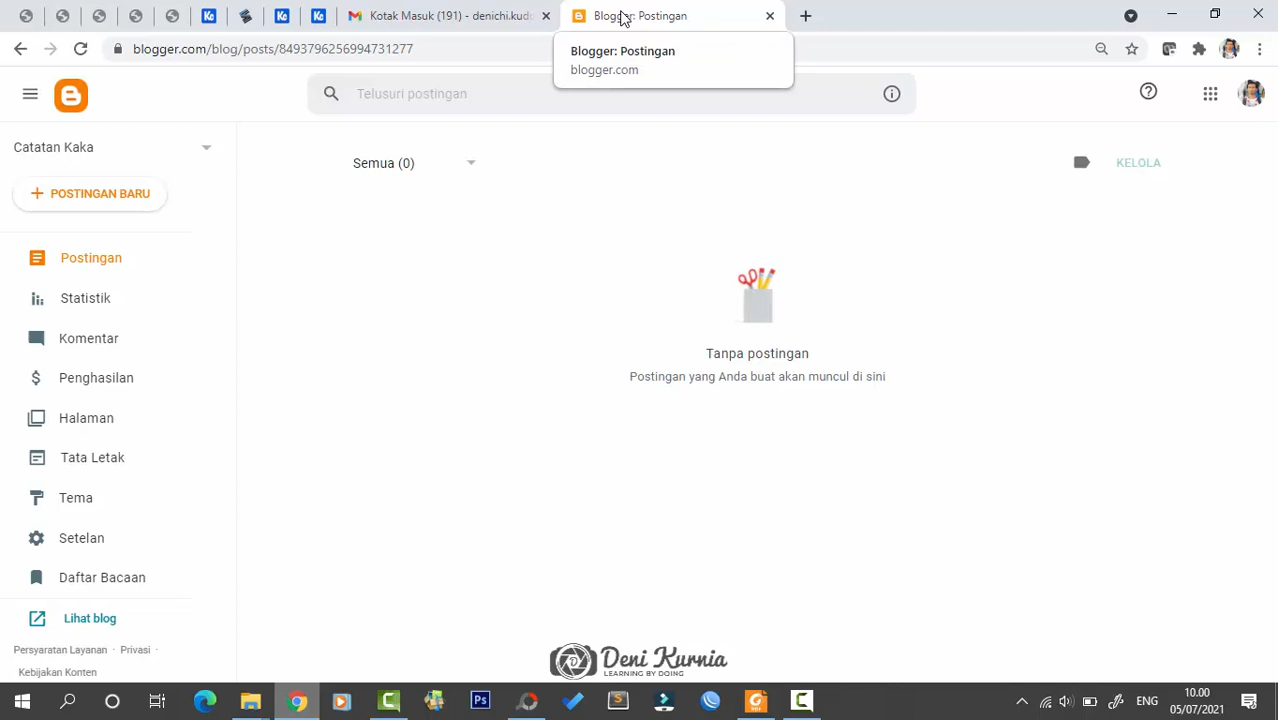 Kotak Masuk (191) - denichi.kud
Blogger: Postingan
blogger.com/blog/posts/8493796256994731277
Blogger: Postingan
blogger.com
Telusuri postingan
Catatan Kaka
Semua (0)
KELOLA
+ POSTINGAN BARU
Postingan
Statistik
Komentar
$ Penghasilan
Halaman
Tata Letak
Tema
Setelan
Daftar Bacaan
Lihat blog
Persyaratan Layanan · Privasi ·
Kebijakan Konten
Tanpa postingan
Postingan yang Anda buat akan muncul di sini
Deni Kurnia
LEARNING BY DOING
Ps
ENG
10.00
05/07/2021